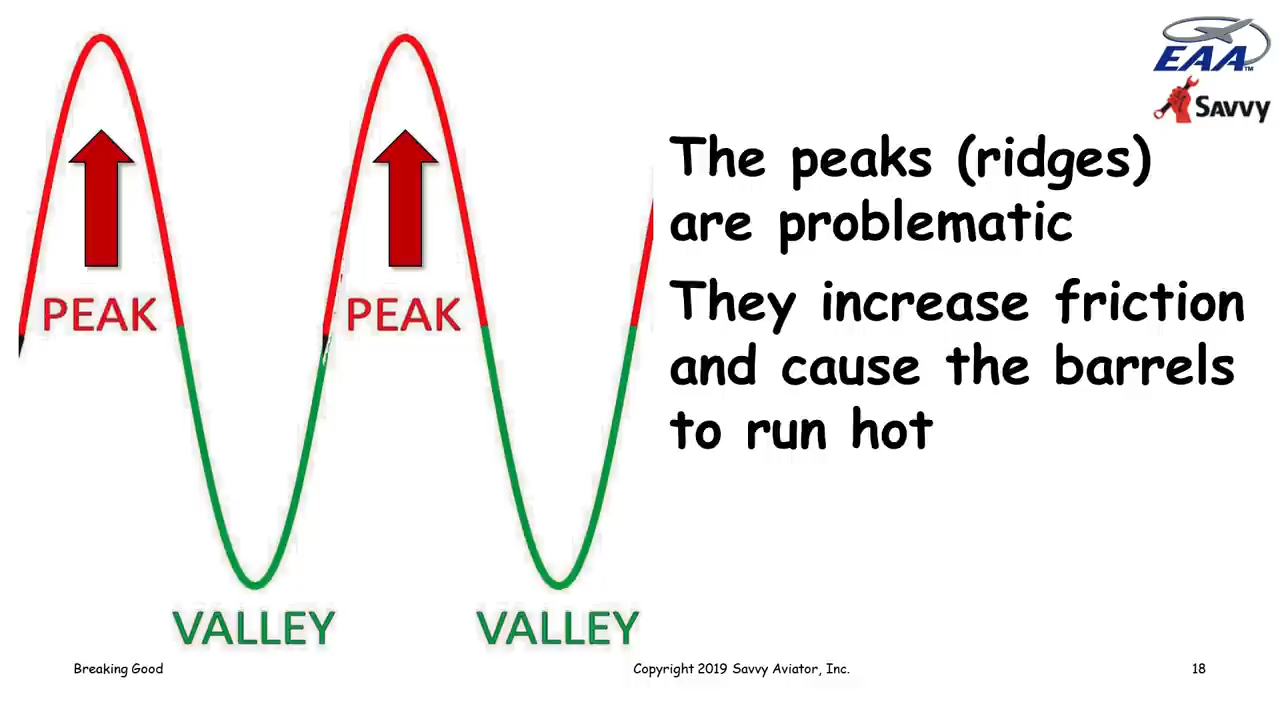 EAA™
SAVVY
The peaks (ridges)
are problematic
They increase friction
and cause the barrels
to run hot
PEAK
PEAK
VALLEY
VALLEY
Breaking Good
Copyright 2019 Savvy Aviator, Inc.
18